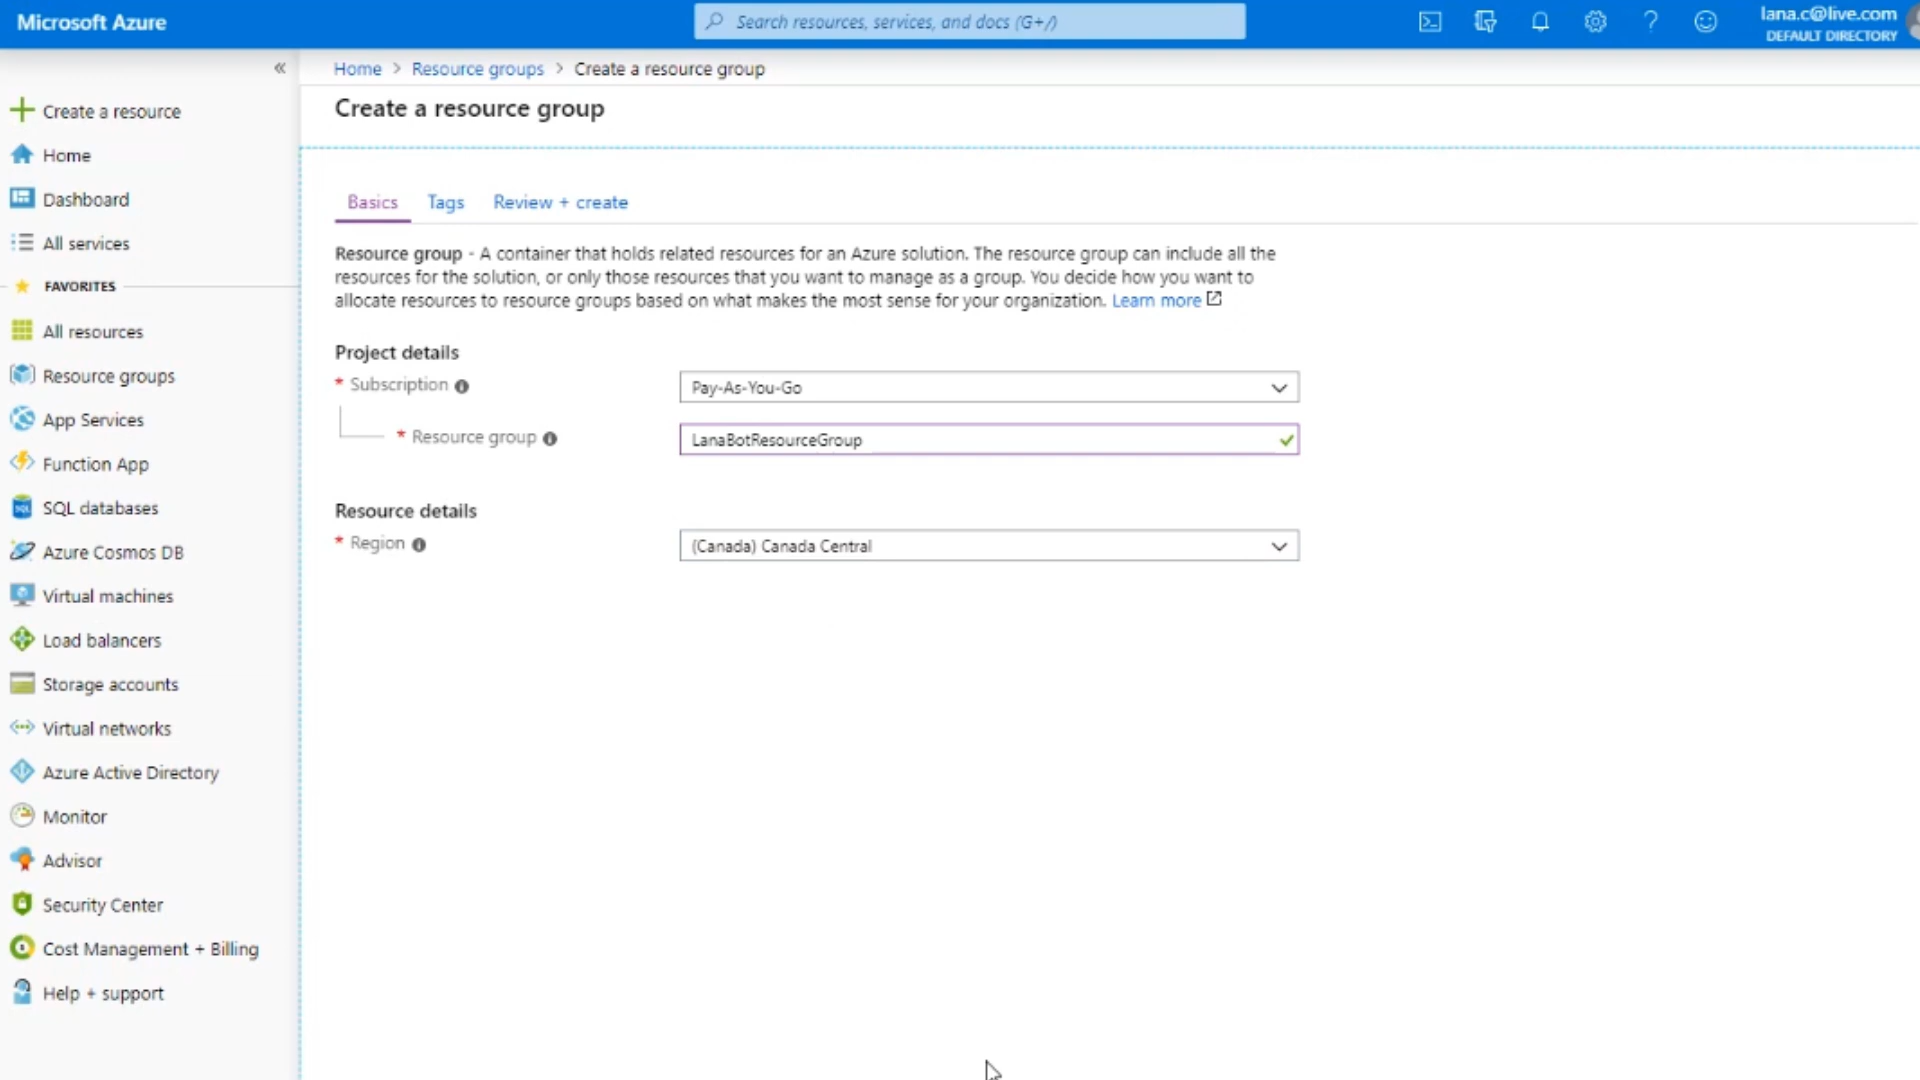 Microsoft Azure
Search resources, services, and docs (G+/)
lana.c@live.com
DEFAULT DIRECTORY
Home > Resource groups > Create a resource group
Create a resource group
Create a resource
Home
Dashboard
All services
FAVORITES
All resources
Resource groups
App Services
Function App
SQL databases
Azure Cosmos DB
Virtual machines
Load balancers
Storage accounts
Virtual networks
Azure Active Directory
Monitor
Advisor
Security Center
Cost Management + Billing
Help + support
Basics Tags Review + create
Resource group - A container that holds related resources for an Azure solution. The resource group can include all the
resources for the solution, or only those resources that you want to manage as a group. You decide how you want to
allocate resources to resource groups based on what makes the most sense for your organization. Learn more
Project details
* Subscription Pay-As-You-Go
* Resource group LanaBotResourceGroup
Resource details
* Region (Canada) Canada Central